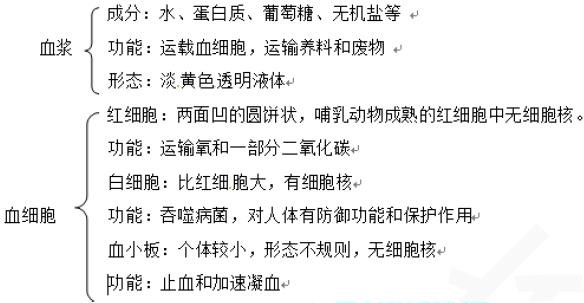 成分：水、蛋白质、葡萄糖、无机盐等
血浆
功能：运载血细胞，运输养料和废物
形态：淡黄色透明液体
红细胞：两面凹的圆饼状，哺乳动物成熟的红细胞中无细胞核。
功能：运输氧和一部分二氧化碳
白细胞：比红细胞大，有细胞核
血细胞
功能：吞噬病菌，对人体有防御功能和保护作用
血小板：个体较小，形态不规则，无细胞核
功能：止血和加速凝血